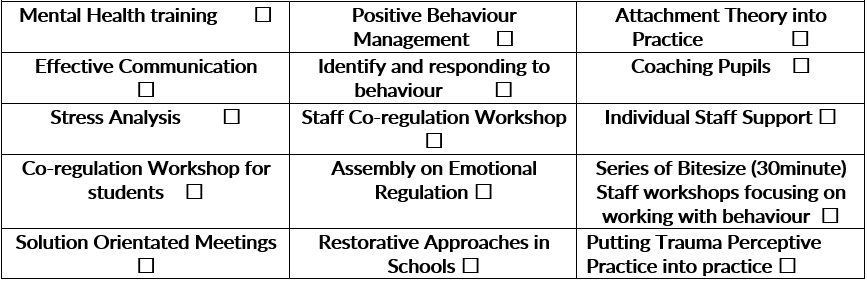 Mental Health training ☐
Positive Behaviour
Management ☐
Attachment Theory into
Practice ☐
Effective Communication
☐
Identify and responding to
behaviour ☐
Coaching Pupils ☐
Stress Analysis ☐
Staff Co-regulation Workshop
☐
Individual Staff Support ☐
Co-regulation Workshop for
students ☐
Assembly on Emotional
Regulation ☐
Series of Bitesize (30minute)
Staff workshops focusing on
working with behaviour ☐
Solution Orientated Meetings
☐
Restorative Approaches in
Schools ☐
Putting Trauma Perceptive
Practice into practice ☐